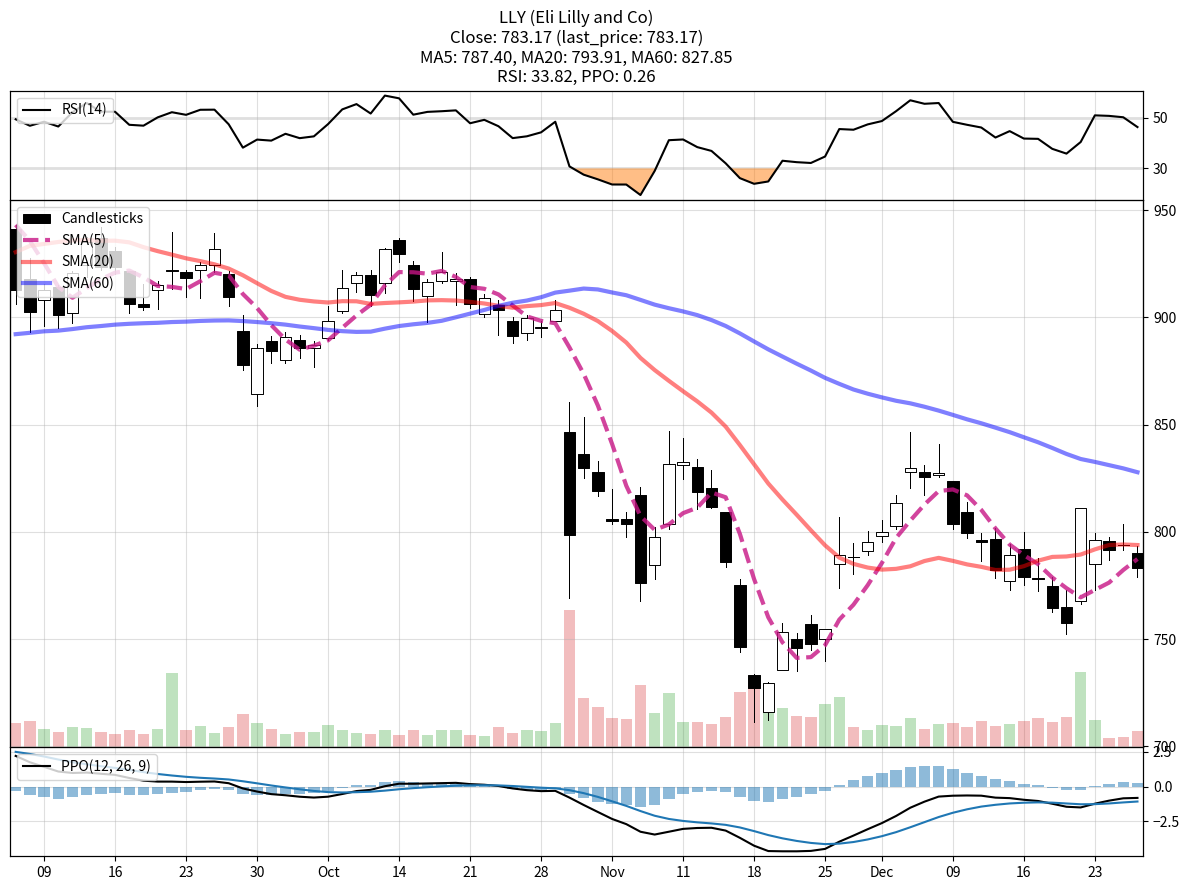 LLY (Eli Lilly and Co)
Close: 783.17 (last_price: 783.17)
MA5: 787.40, MA20: 793.91, MA60: 827.85
RSI: 33.82, PPO: 0.26
RSI(14)
50
30
Candlesticks
SMA(5)
SMA(20)
SMA(60)
950
900
850
800
750
700
PPO(12, 26, 9)
2.5
0.0
−2.5
09 16 23 30 Oct 14 21 28 Nov 11 18 25 Dec 09 16 23